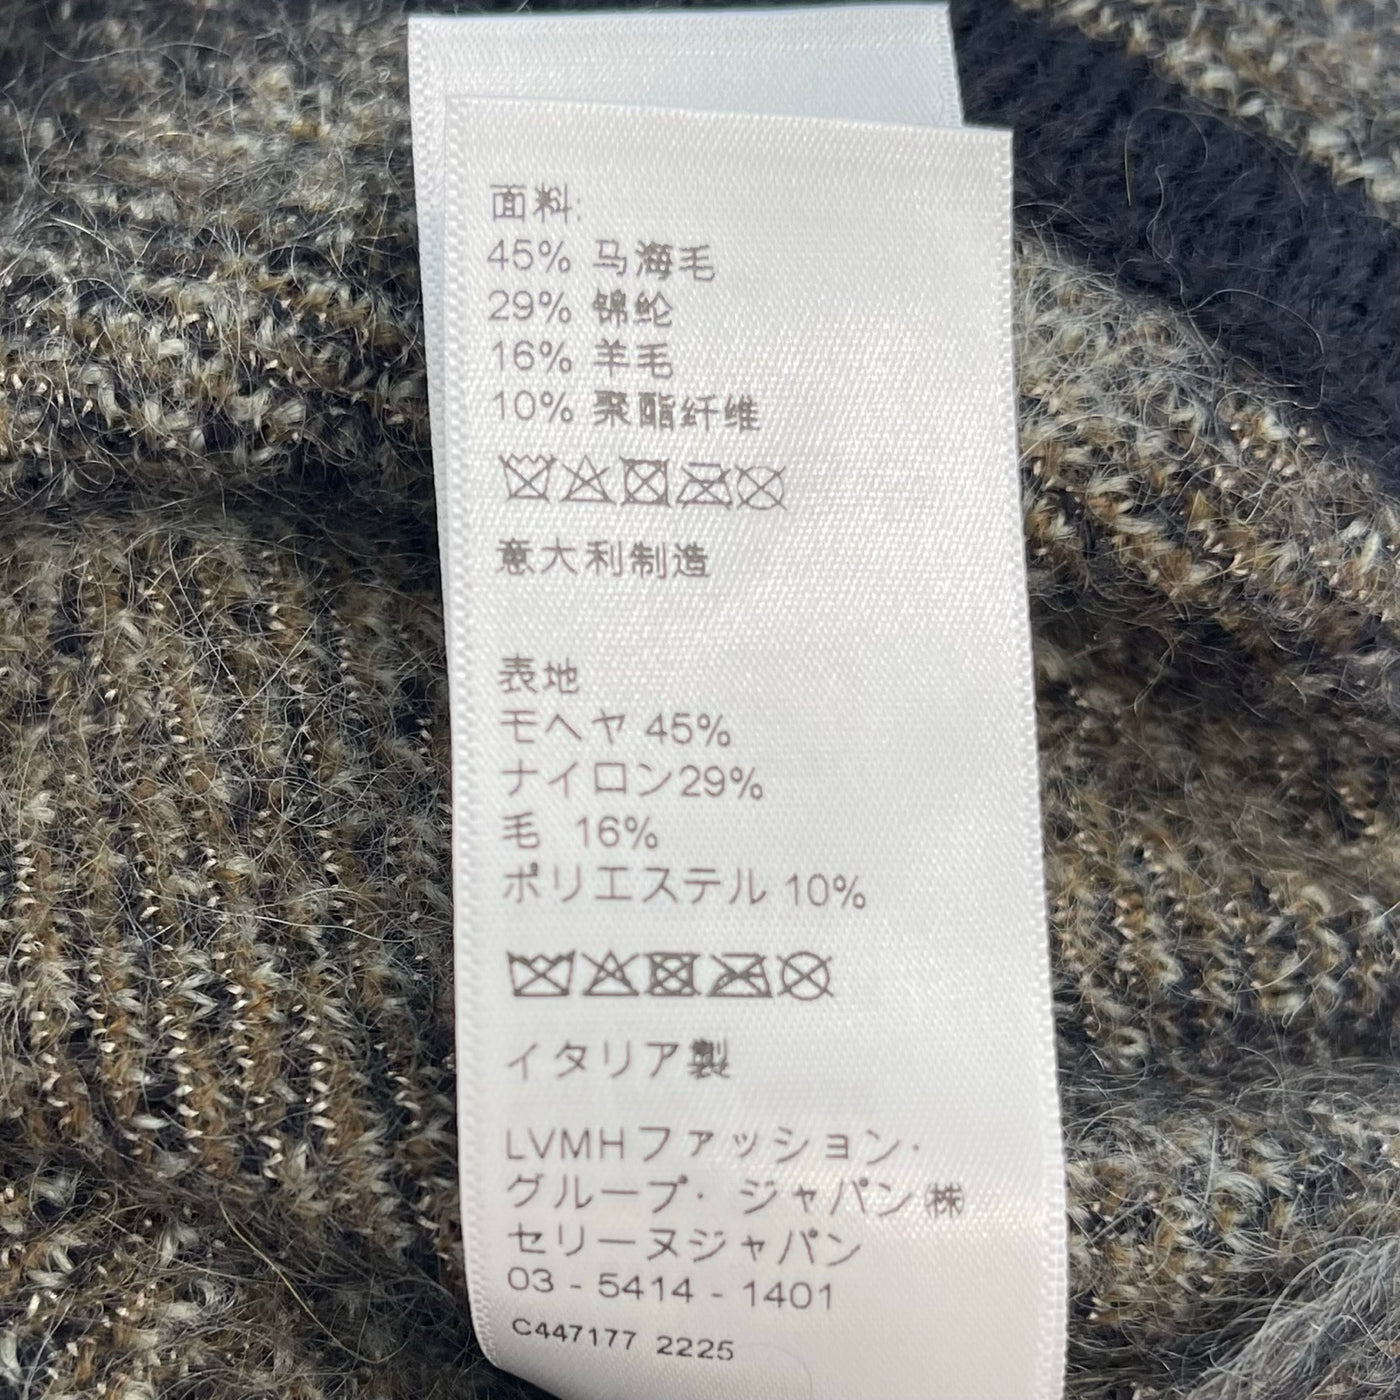 面料:
45% 马海毛
29% 锦纶
16% 羊毛
10% 聚酯纤维
意大利制造
表地
モヘヤ 45%
ナイロン29%
毛 16%
ポリエステル 10%
イタリア製
LVMHファッション・
グループ・ジャパン㈱
セリーヌジャパン
03 - 5414 - 1401
C447177 2225